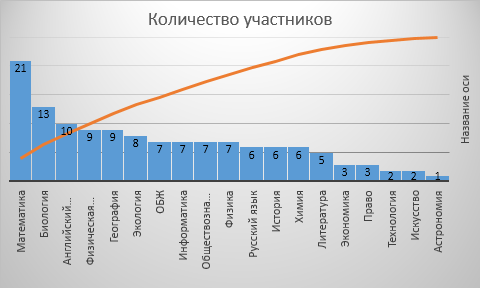 Количество участников
21
13
10
9
9
8
7
7
7
7
6
6
6
5
3
3
2
2
1
Название оси
Математика
Биология
Английский...
Физическая...
География
Экология
ОБЖ
Информатика
Обществозна...
Физика
Русский язык
История
Химия
Литература
Экономика
Право
Технология
Искусство
Астрономия